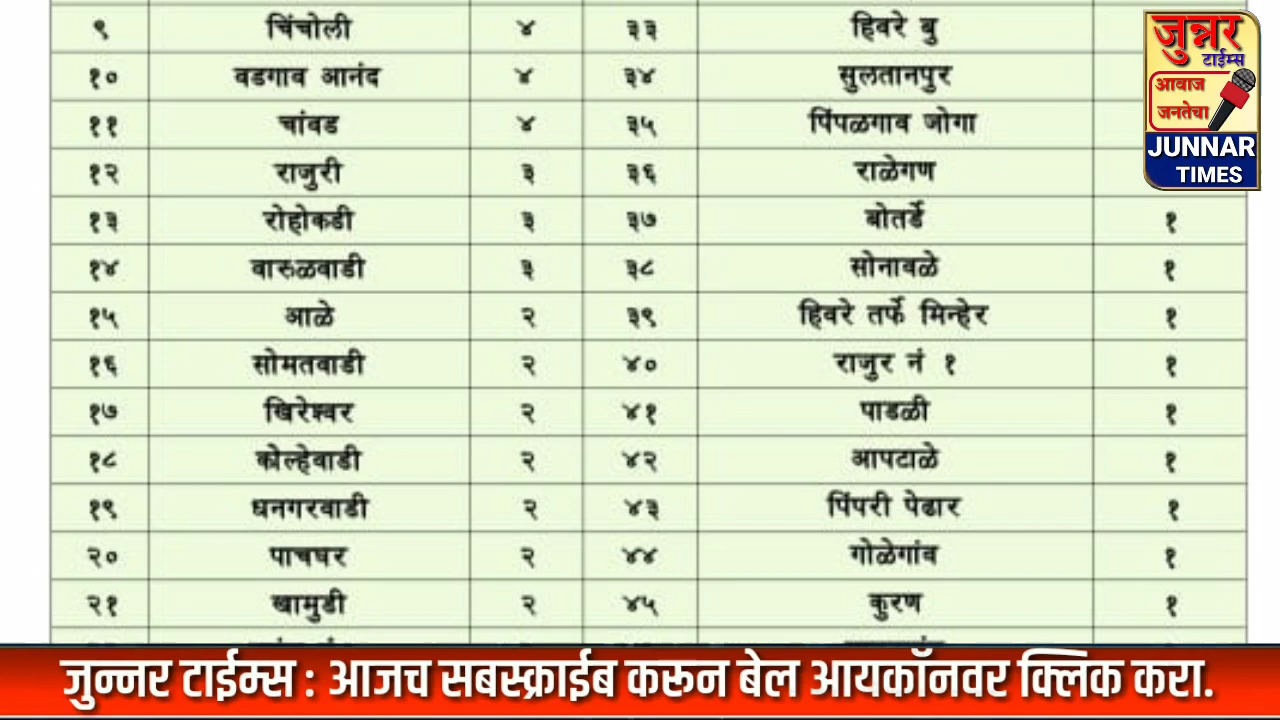 ९ चिंचोली ४ ३३ हिवरे बु
१० वडगाव आनंद ४ ३४ सुलतानपुर
११ चांवड ४ ३५ पिंपळगाव जोगा
१२ राजुरी ३ ३६ राळेगण
१३ रोहोकडी ३ ३७ बोतर्डे १
१४ वारुळवाडी ३ ३८ सोनावळे १
१५ आळे २ ३९ हिवरे तर्फे मिन्हेर १
१६ सोमतवाडी २ ४० राजुर नं १ १
१७ खिरेश्वर २ ४१ पाडळी १
१८ कोल्हेवाडी २ ४२ आपटाळे १
१९ धनगरवाडी २ ४३ पिंपरी पेढार १
२० पाचघर २ ४४ गोळेगांव १
२१ खामुडी २ ४५ कुरण १
जुन्नर
टाईम्स
आवाज
जनतेचा
JUNNAR
TIMES
जुन्नर टाईम्स : आजच सबस्क्राईब करून बेल आयकॉनवर क्लिक करा.